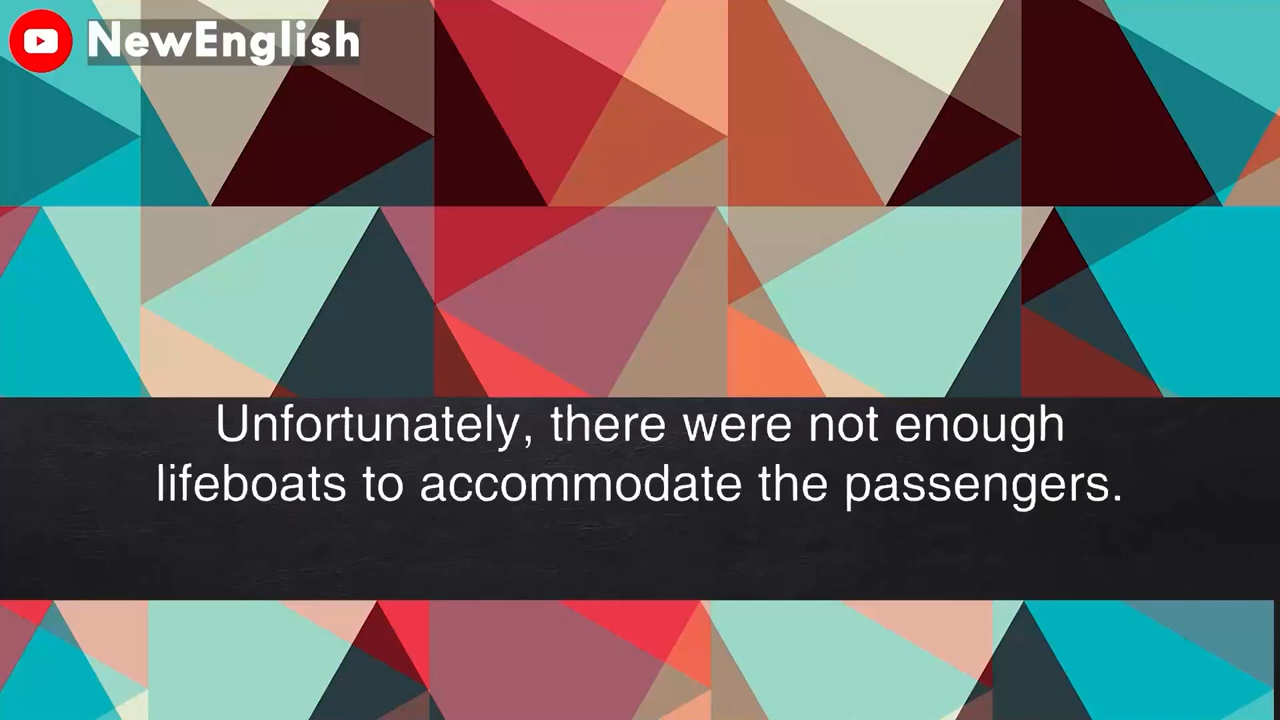 NewEnglish
Unfortunately, there were not enough
lifeboats to accommodate the passengers.